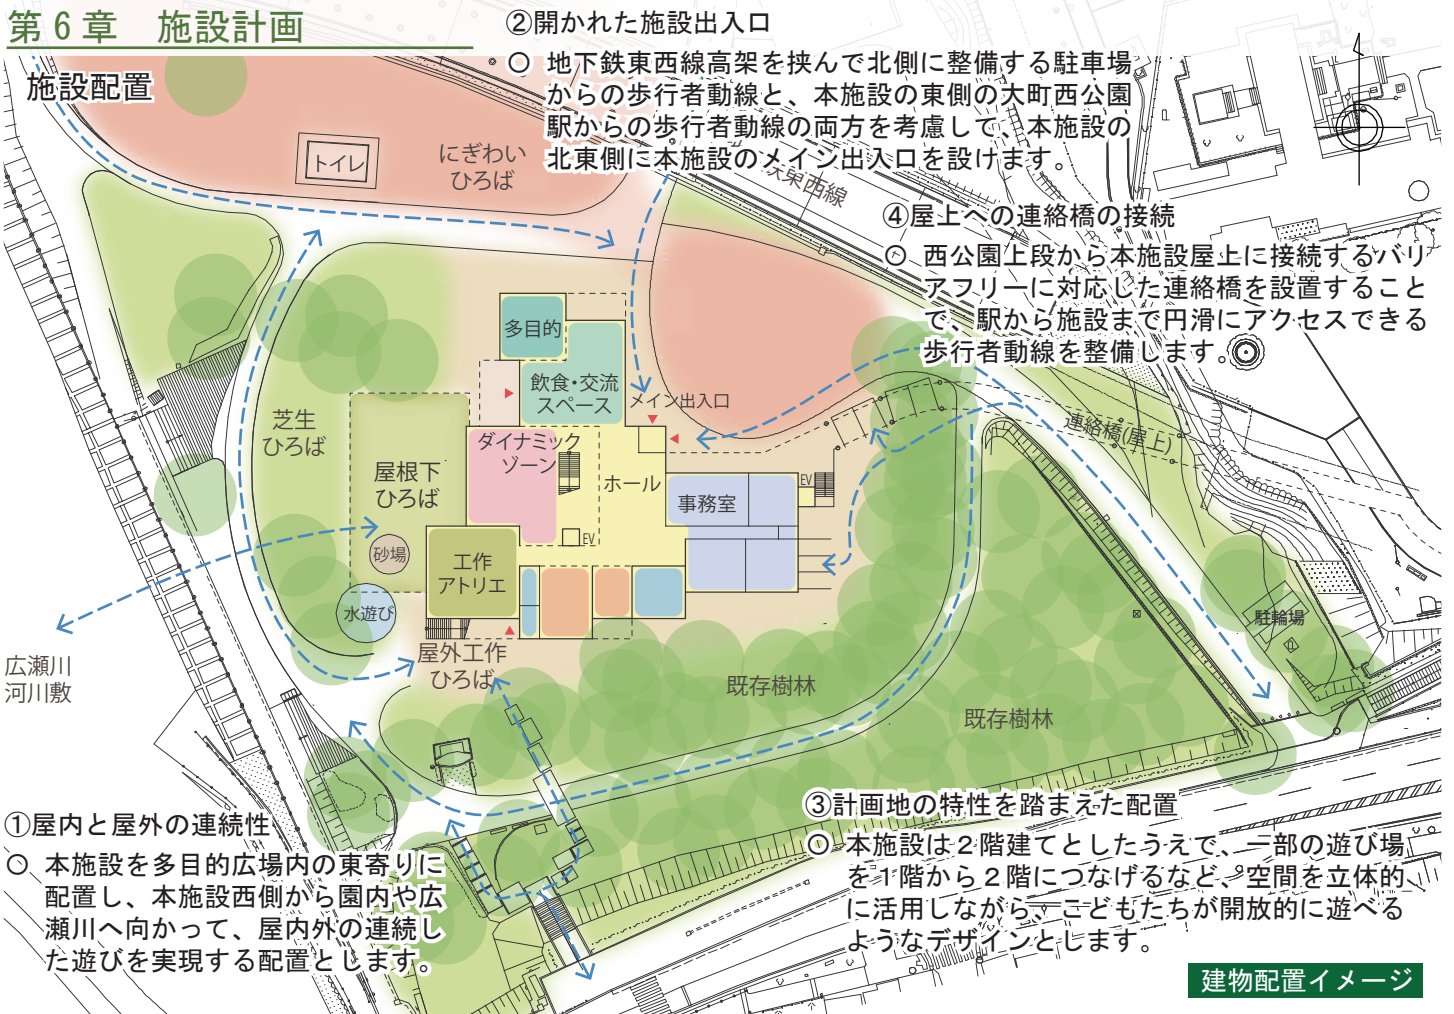 第６章　施設計画
施設配置
②開かれた施設出入口
○ 地下鉄東西線高架を挟んで北側に整備する駐車場
からの歩行者動線と、本施設の東側の大町西公園
駅からの歩行者動線の両方を考慮して、本施設の
北東側に本施設のメイン出入口を設けます。
鉄東西線
④屋上への連絡橋の接続
○ 西公園上段から本施設屋上に接続するバリ
アフリーに対応した連絡橋を設置すること
で、駅から施設まで円滑にアクセスできる
歩行者動線を整備します。
トイレ
にぎわい
ひろば
多目的
飲食・交流
スペース
メイン出入口
芝生
ひろば
ダイナミック
ゾーン
連絡橋(屋上)
屋根下
ひろば
ホール
事務室
EV
EV
砂場
工作
アトリエ
水遊び
駐輪場
広瀬川
河川敷
屋外工作
ひろば
既存樹林
既存樹林
①屋内と屋外の連続性
○ 本施設を多目的広場内の東寄りに
配置し、本施設西側から園内や広
瀬川へ向かって、屋内外の連続し
た遊びを実現する配置とします。
③計画地の特性を踏まえた配置
○ 本施設は２階建てとしたうえで、一部の遊び場
を１階から２階につなげるなど、空間を立体的
に活用しながら、こどもたちが開放的に遊べる
ようなデザインとします。
建物配置イメージ